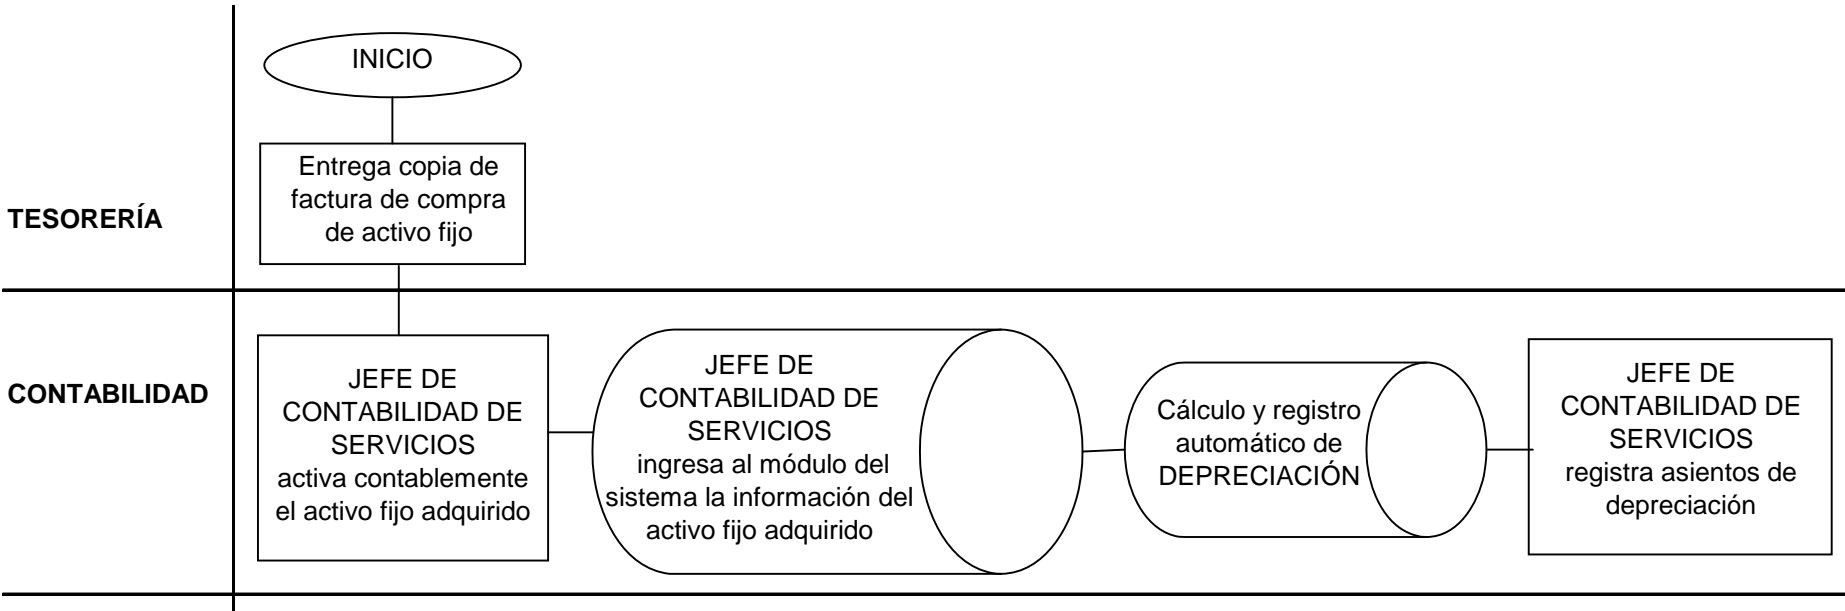 INICIO
Entrega copia de
factura de compra
de activo fijo
TESORERÍA
CONTABILIDAD
JEFE DE
CONTABILIDAD DE
SERVICIOS
activa contablemente
el activo fijo adquirido
JEFE DE
CONTABILIDAD DE
SERVICIOS
ingresa al módulo del
sistema la información del
activo fijo adquirido
Cálculo y registro
automático de
DEPRECIACIÓN
JEFE DE
CONTABILIDAD DE
SERVICIOS
registra asientos de
depreciación